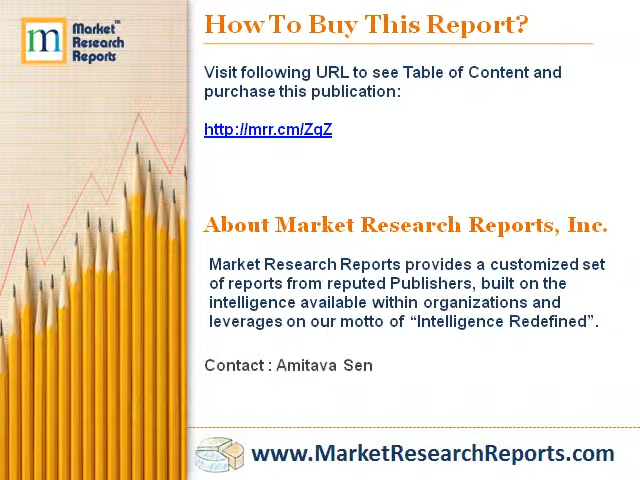 m
Market
Research
Reports
™
How To Buy This Report?
Visit following URL to see Table of Content and
purchase this publication:
http://mrr.cm/ZqZ
About Market Research Reports, Inc.
Market Research Reports provides a customized set
of reports from reputed Publishers, built on the
intelligence available within organizations and
leverages on our motto of “Intelligence Redefined”.
Contact : Amitava Sen
www.MarketResearchReports.com